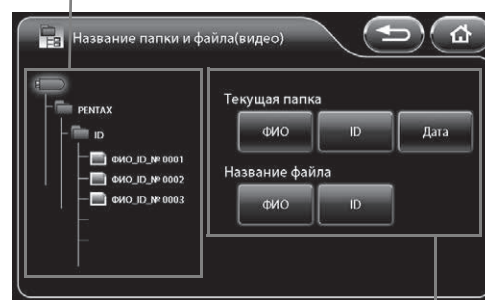 Название папки и файла(видео)
PENTAX
ID
ФИО_ID_№ 0001
ФИО_ID_№ 0002
ФИО_ID_№ 0003
Текущая папка
ФИО
ID
Дата
Название файла
ФИО
ID